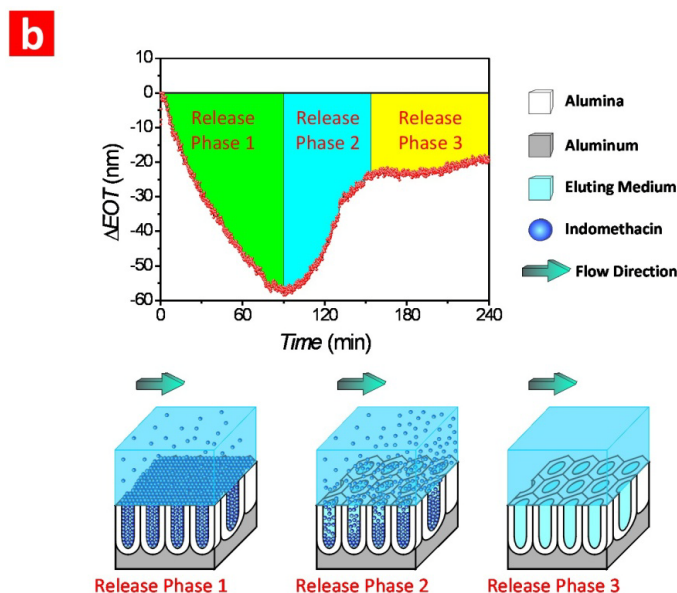 b
10
0
-10
-20
-30
-40
-50
-60
ΔEOT (nm)
Release
Phase 1
Release
Phase 2
Release
Phase 3
0
60
120
180
240
Time (min)
Alumina
Aluminum
Eluting Medium
Indomethacin
Flow Direction
Release Phase 1
Release Phase 2
Release Phase 3